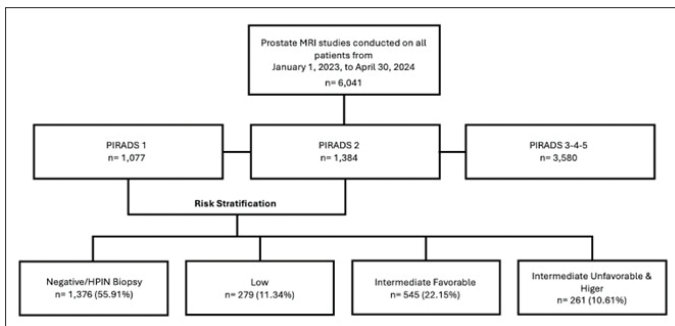 Prostate MRI studies conducted on all
patients from
January 1, 2023, to April 30, 2024
n= 6,041
PIRADS 1
n= 1,077
PIRADS 2
n= 1,384
PIRADS 3-4-5
n= 3,580
Risk Stratification
Negative/HPIN Biopsy
n= 1,376 (55.91%)
Low
n= 279 (11.34%)
Intermediate Favorable
n= 545 (22.15%)
Intermediate Unfavorable &
Higer
n= 261 (10.61%)